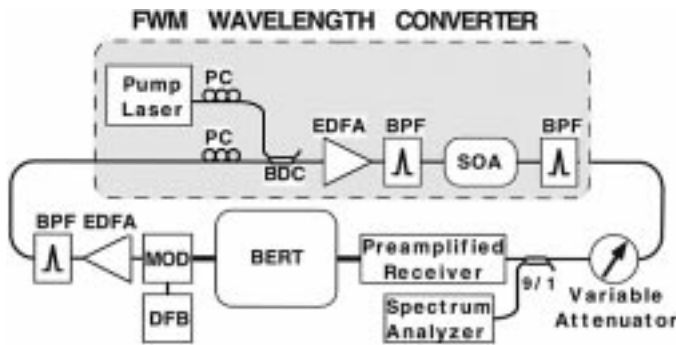 FWM WAVELENGTH CONVERTER
Pump
Laser
PC
PC
BDC
EDFA
BPF
SOA
BPF
BPF
EDFA
MOD
DFB
BERT
Preamplified
Receiver
9/1
Spectrum
Analyzer
Variable
Attenuator